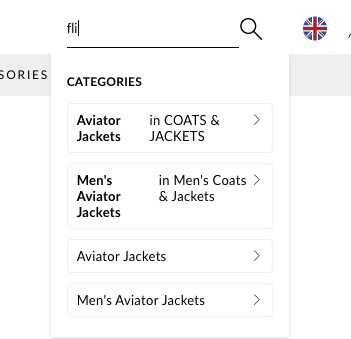 fli
SORIES
CATEGORIES
Aviator in COATS &
Jackets JACKETS
Men's in Men's Coats
Aviator & Jackets
Jackets
Aviator Jackets
Men's Aviator Jackets